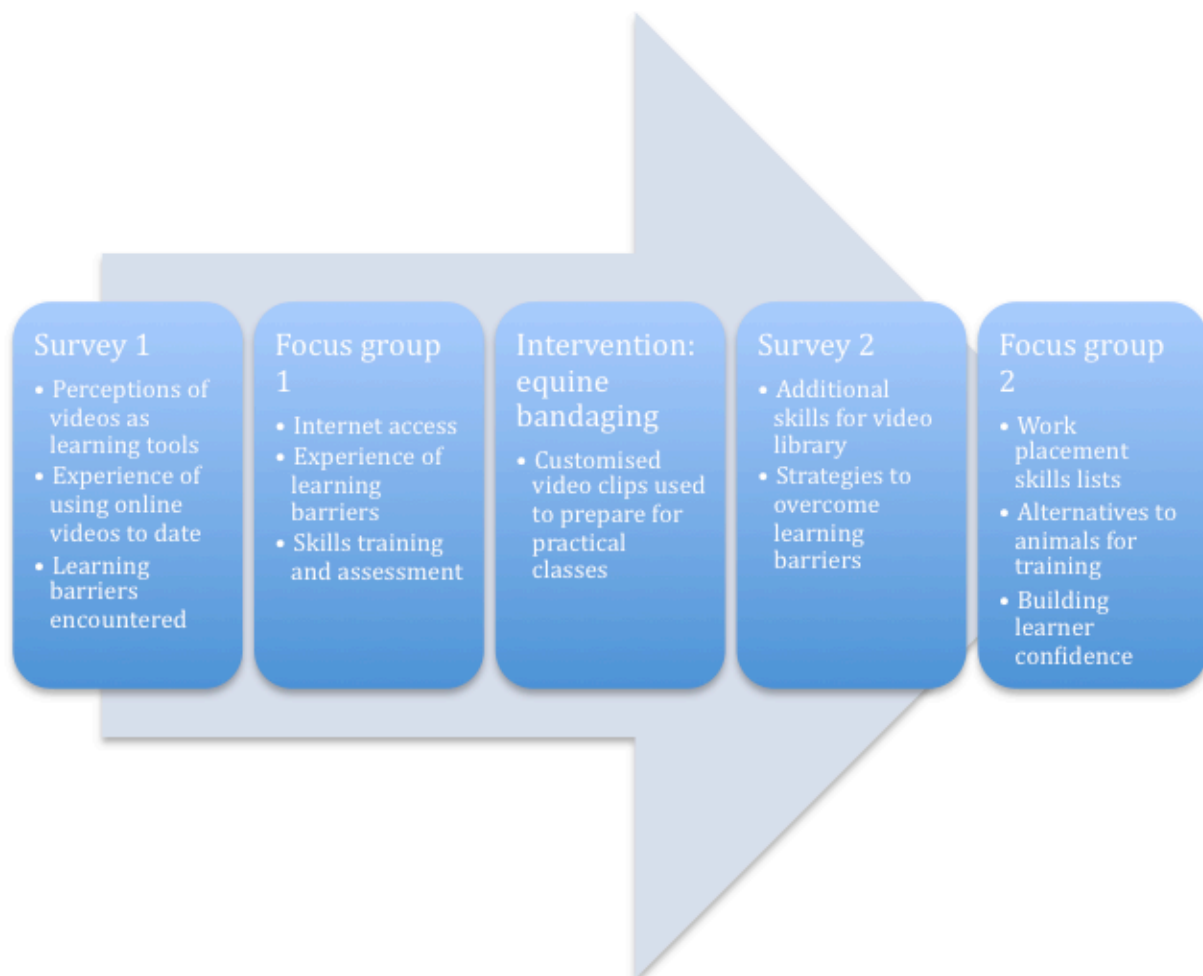 Survey 1
• Perceptions of
videos as
learning tools
• Experience of
using online
videos to date
• Learning
barriers
encountered
Focus group
1
• Internet access
• Experience of
learning
barriers
• Skills training
and assessment
Intervention:
equine
bandaging
• Customised
video clips used
to prepare for
practical
classes
Survey 2
• Additional
skills for video
library
• Strategies to
overcome
learning
barriers
Focus group
2
• Work
placement
skills lists
• Alternatives to
animals for
training
• Building
learner
confidence